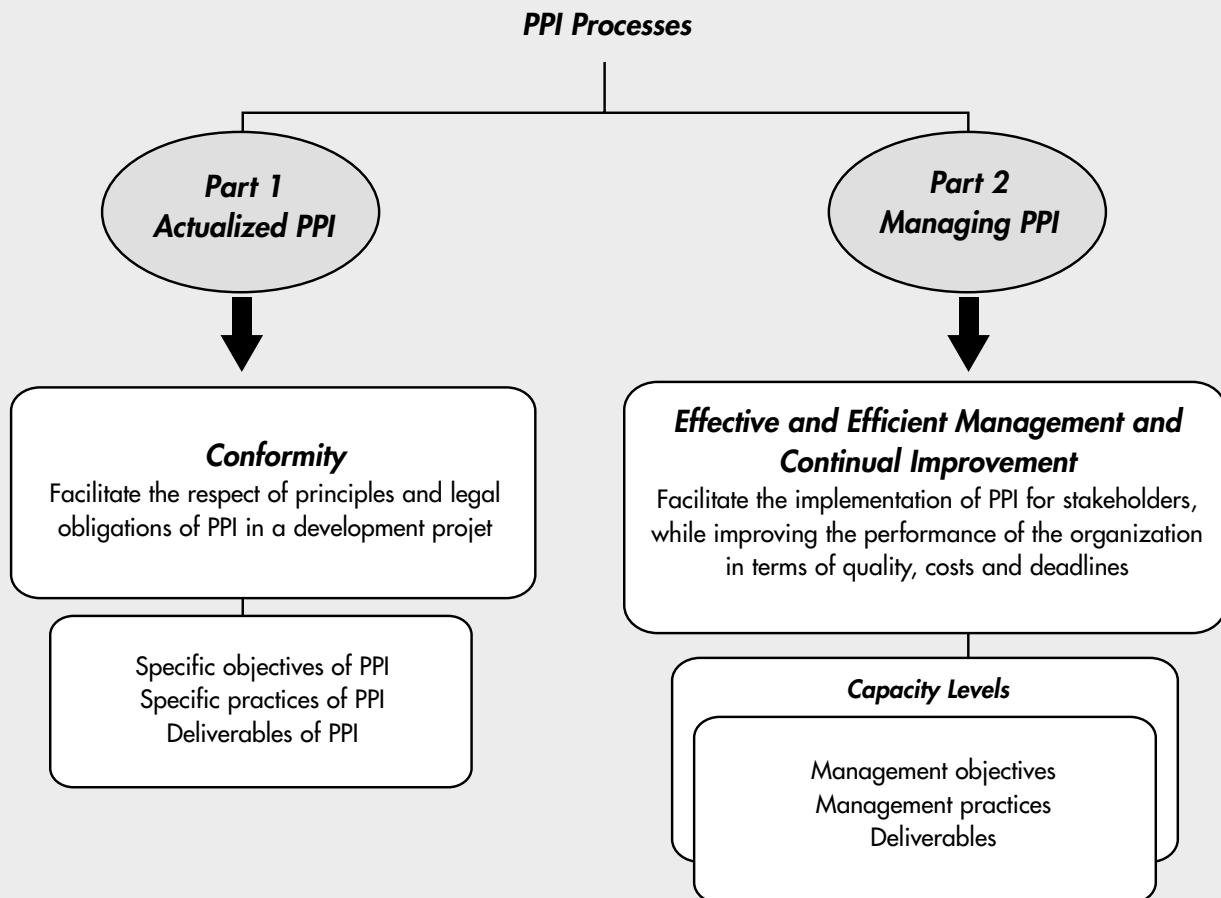 PPI Processes
Part 1
Actualized PPI
Part 2
Managing PPI
Conformity
Facilitate the respect of principles and legal
obligations of PPI in a development projet
Specific objectives of PPI
Specific practices of PPI
Deliverables of PPI
Effective and Efficient Management and
Continual Improvement
Facilitate the implementation of PPI for stakeholders,
while improving the performance of the organization
in terms of quality, costs and deadlines
Capacity Levels
Management objectives
Management practices
Deliverables